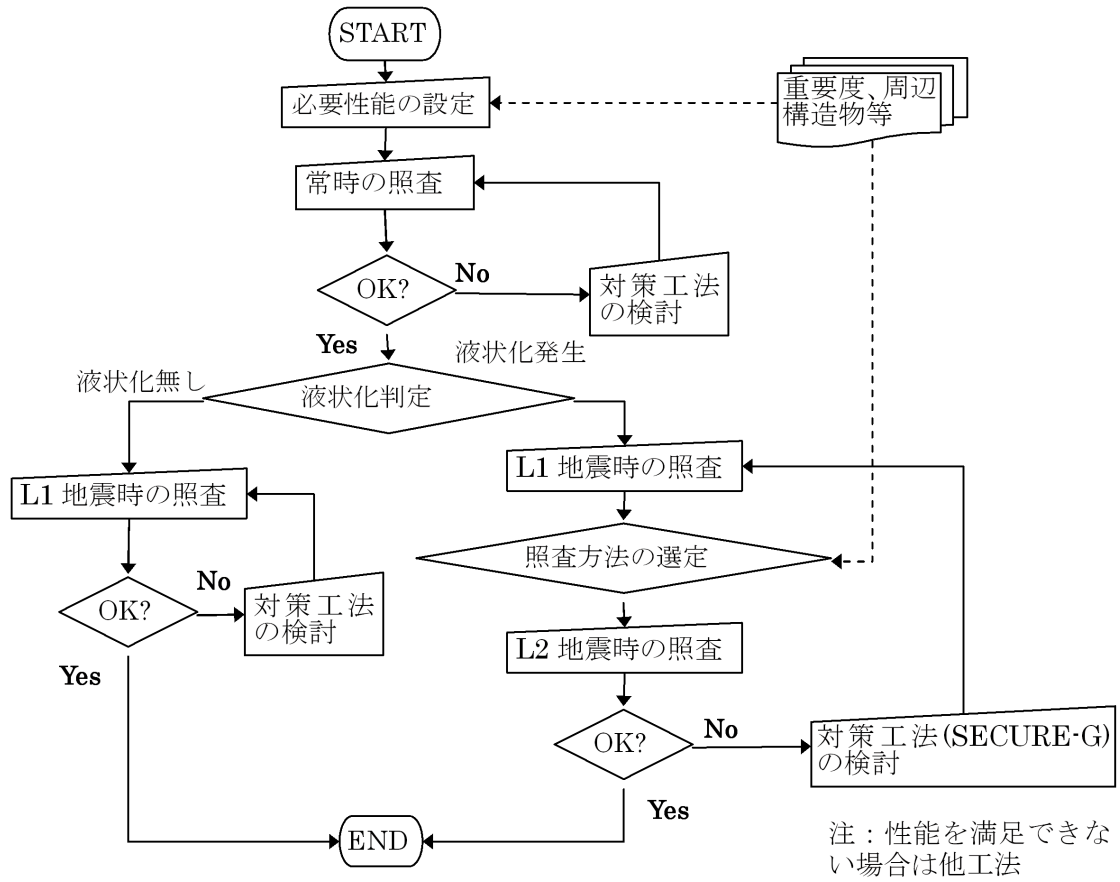 START
必要性能の設定
重要度、周辺
構造物等
常時の照査
OK?
No
対策工法
の検討
Yes
液状化発生
液状化無し
液状化判定
L1 地震時の照査
L1 地震時の照査
照査方法の選定
OK?
No
対策工法
の検討
Yes
L2 地震時の照査
OK?
No
対策工法(SECURE-G)
の検討
Yes
END
注：性能を満足できな
い場合は他工法